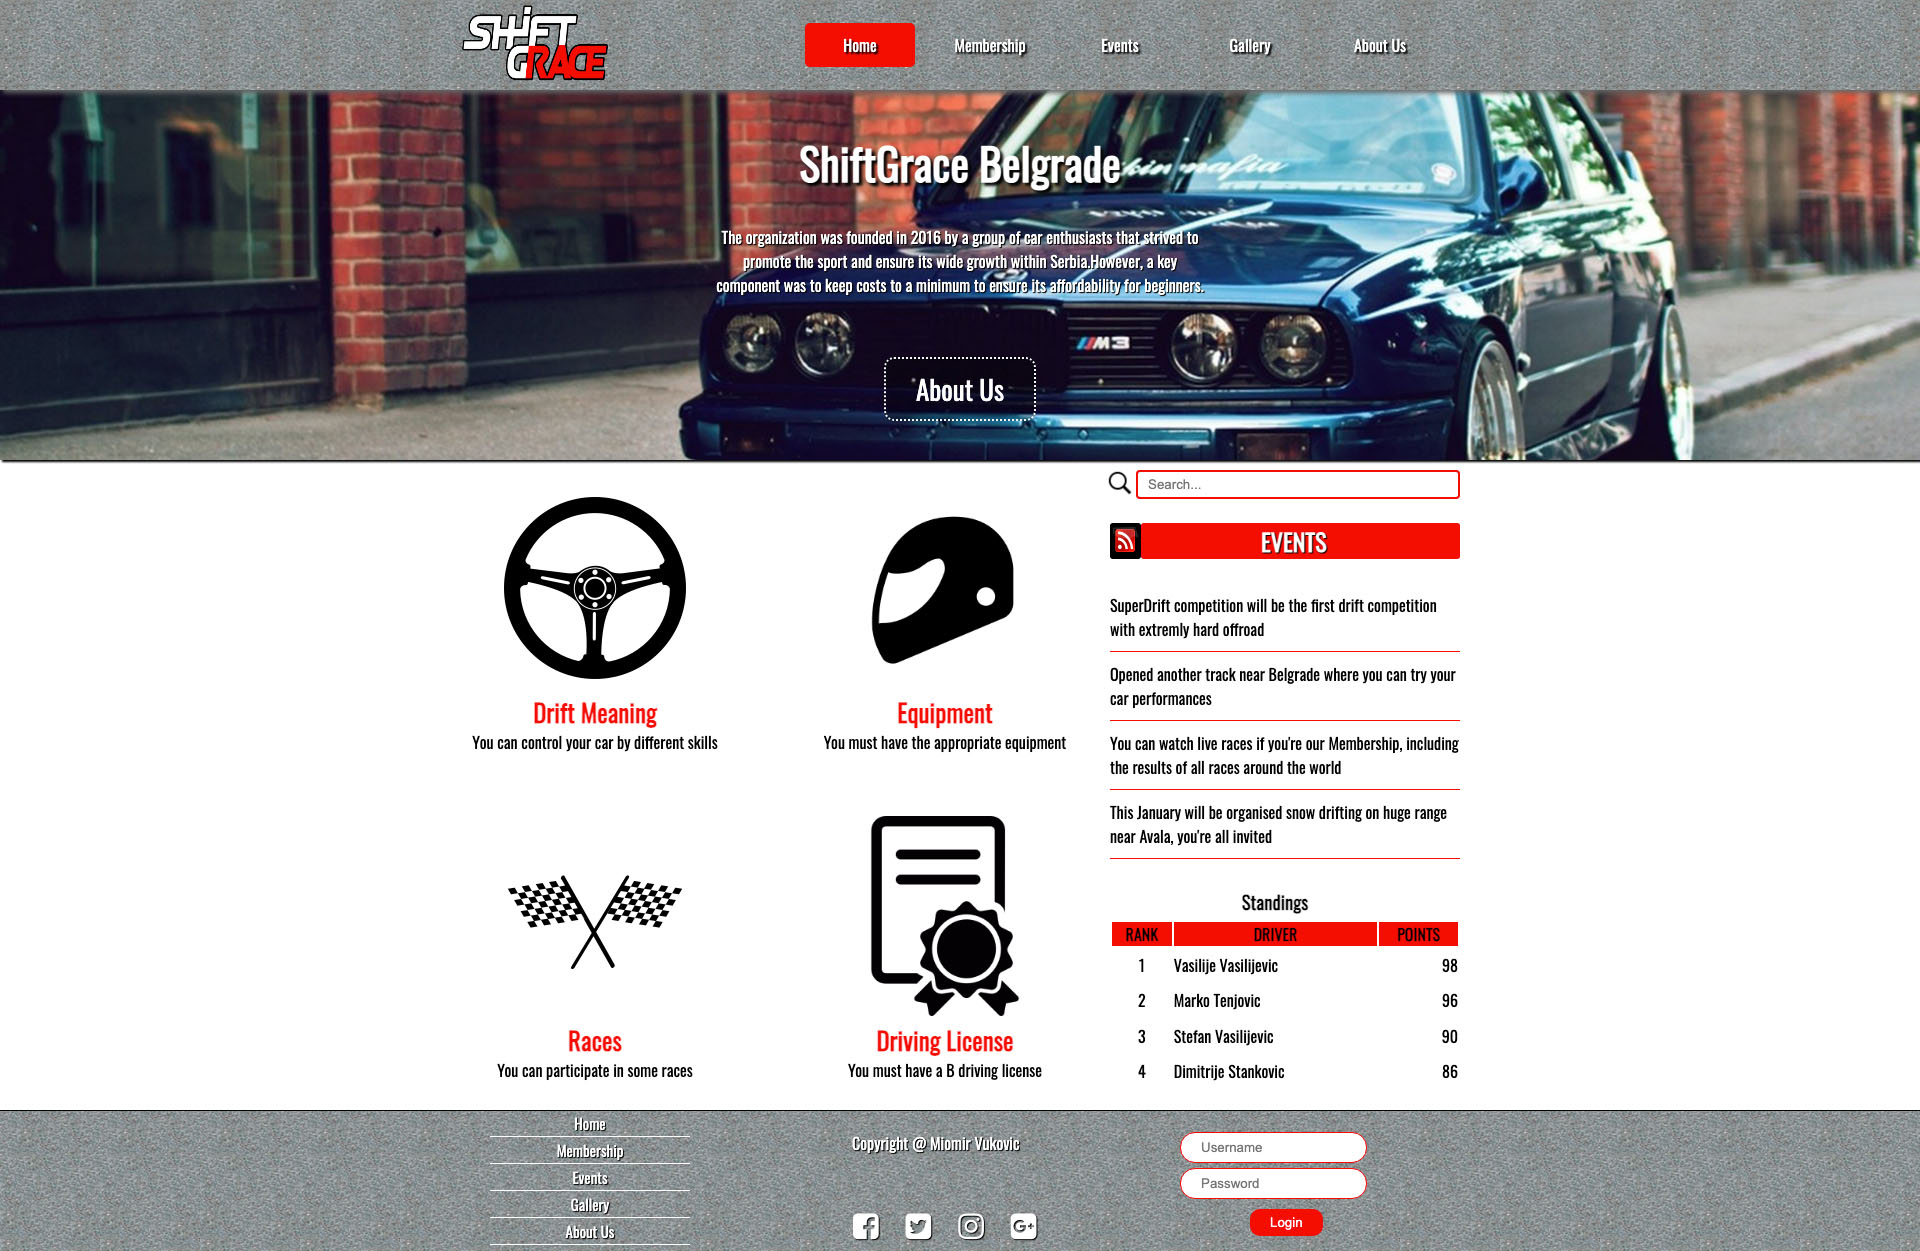 SHIFT
GRACE
Home
Membership
Events
Gallery
About Us
ShiftGrace Belgrade
The organization was founded in 2016 by a group of car enthusiasts that strived to
promote the sport and ensure its wide growth within Serbia.However, a key
component was to keep costs to a minimum to ensure its affordability for beginners.
M3
About Us
Search...
EVENTS
SuperDrift competition will be the first drift competition
with extremly hard offroad
Opened another track near Belgrade where you can try your
car performances
You can watch live races if you're our Membership, including
the results of all races around the world
This January will be organised snow drifting on huge range
near Avala, you're all invited
Drift Meaning
You can control your car by different skills
Equipment
You must have the appropriate equipment
Races
You can participate in some races
Driving License
You must have a B driving license
Standings
RANK DRIVER POINTS
1 Vasilije Vasilijevic 98
2 Marko Tenjovic 96
3 Stefan Vasilijevic 90
4 Dimitrije Stankovic 86
Home
Membership
Events
Gallery
About Us
Copyright @ Miomir Vukovic
Username
Password
Login